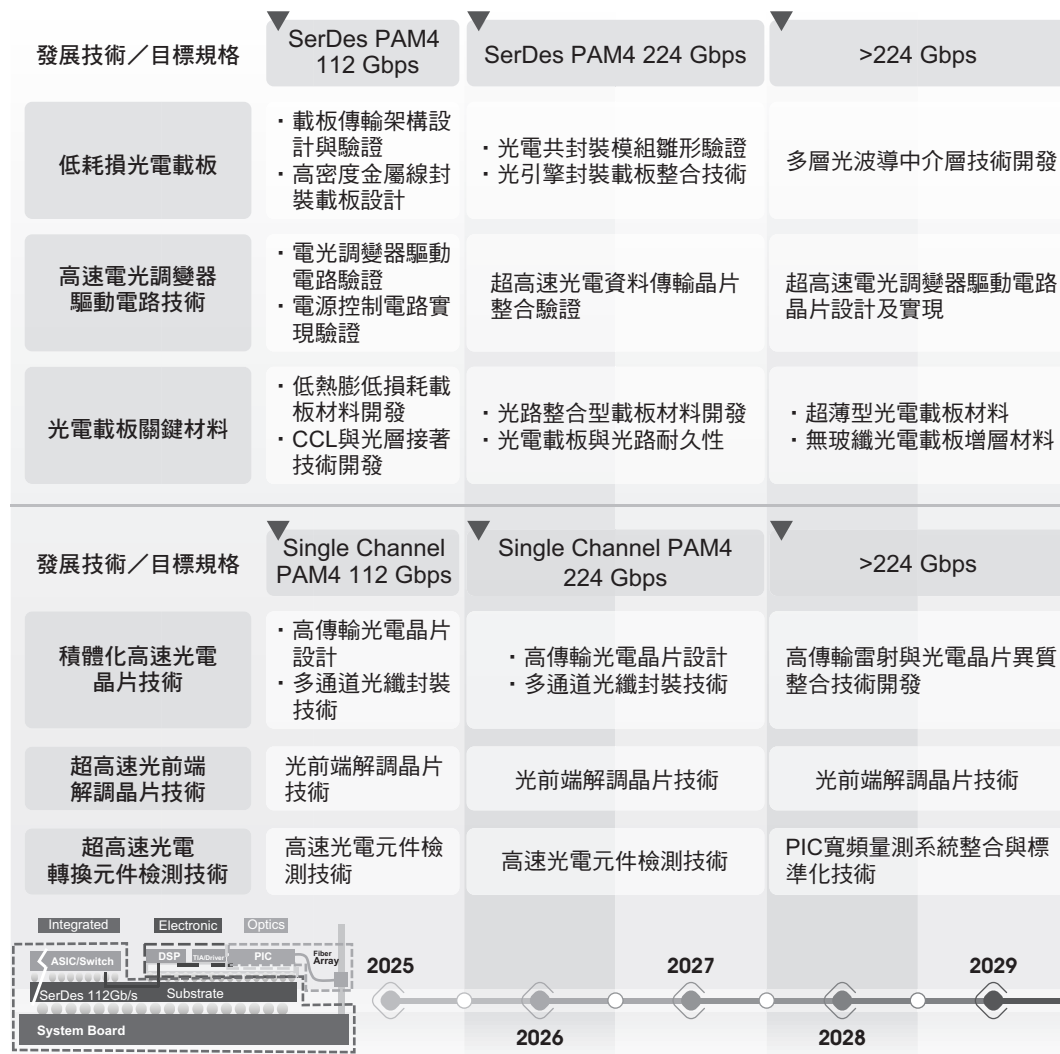 發展技術／目標規格
SerDes PAM4
112 Gbps
SerDes PAM4 224 Gbps
>224 Gbps
低耗損光電載板
・載板傳輸架構設
計與驗證
・高密度金屬線封
裝載板設計
・光電共封裝模組雛形驗證
・光引擎封裝載板整合技術
多層光波導中介層技術開發
高速電光調變器
驅動電路技術
・電光調變器驅動
電路驗證
・電源控制電路實
現驗證
超高速光電資料傳輸晶片
整合驗證
超高速電光調變器驅動電路
晶片設計及實現
光電載板關鍵材料
・低熱膨低損耗載
板材料開發
・CCL與光層接著
技術開發
・光路整合型載板材料開發
・光電載板與光路耐久性
・超薄型光電載板材料
・無玻纖光電載板增層材料
發展技術／目標規格
Single Channel
PAM4 112 Gbps
Single Channel PAM4
224 Gbps
>224 Gbps
積體化高速光電
晶片技術
・高傳輸光電晶片
設計
・多通道光纖封裝
技術
・高傳輸光電晶片設計
・多通道光纖封裝技術
高傳輸雷射與光電晶片異質
整合技術開發
超高速光前端
解調晶片技術
光前端解調晶片
技術
光前端解調晶片技術
光前端解調晶片技術
超高速光電
轉換元件檢測技術
高速光電元件檢
測技術
高速光電元件檢測技術
PIC寬頻量測系統整合與標
準化技術
Integrated
Electronic
Optics
ASIC/Switch
DSP
TIA/Driver
PIC
Fiber
Array
SerDes 112Gb/s
Substrate
System Board
2025
2026
2027
2028
2029